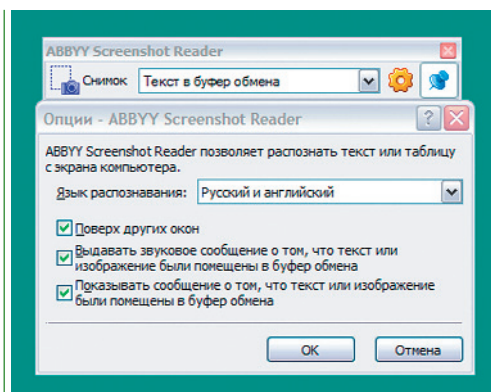 ABBYY Screenshot Reader
Снимок Текст в буфер обмена
Опции - ABBYY Screenshot Reader
ABBYY Screenshot Reader позволяет распознать текст или таблицу
с экрана компьютера.
Язык распознавания: Русский и английский
Поверх других окон
Выдавать звуковое сообщение о том, что текст или
изображение были помещены в буфер обмена
Показывать сообщение о том, что текст или изображение
были помещены в буфер обмена
ОК Отмена